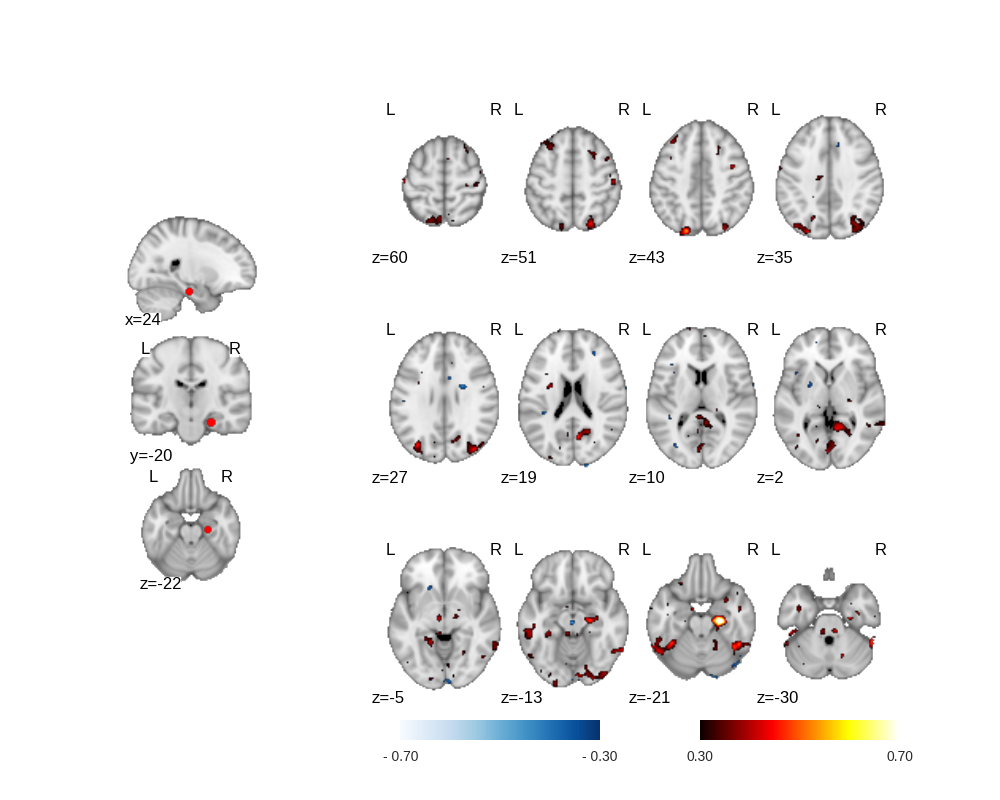 L R L R L R L R
z=60 z=51 z=43 z=35
x=24
L R L R L R L R
L R
z=27 z=19 z=10 z=2
y=-20
L R
z=-22
L R L R L R L R
z=-5 z=-13 z=-21 z=-30
- 0.70 - 0.30 0.30 0.70